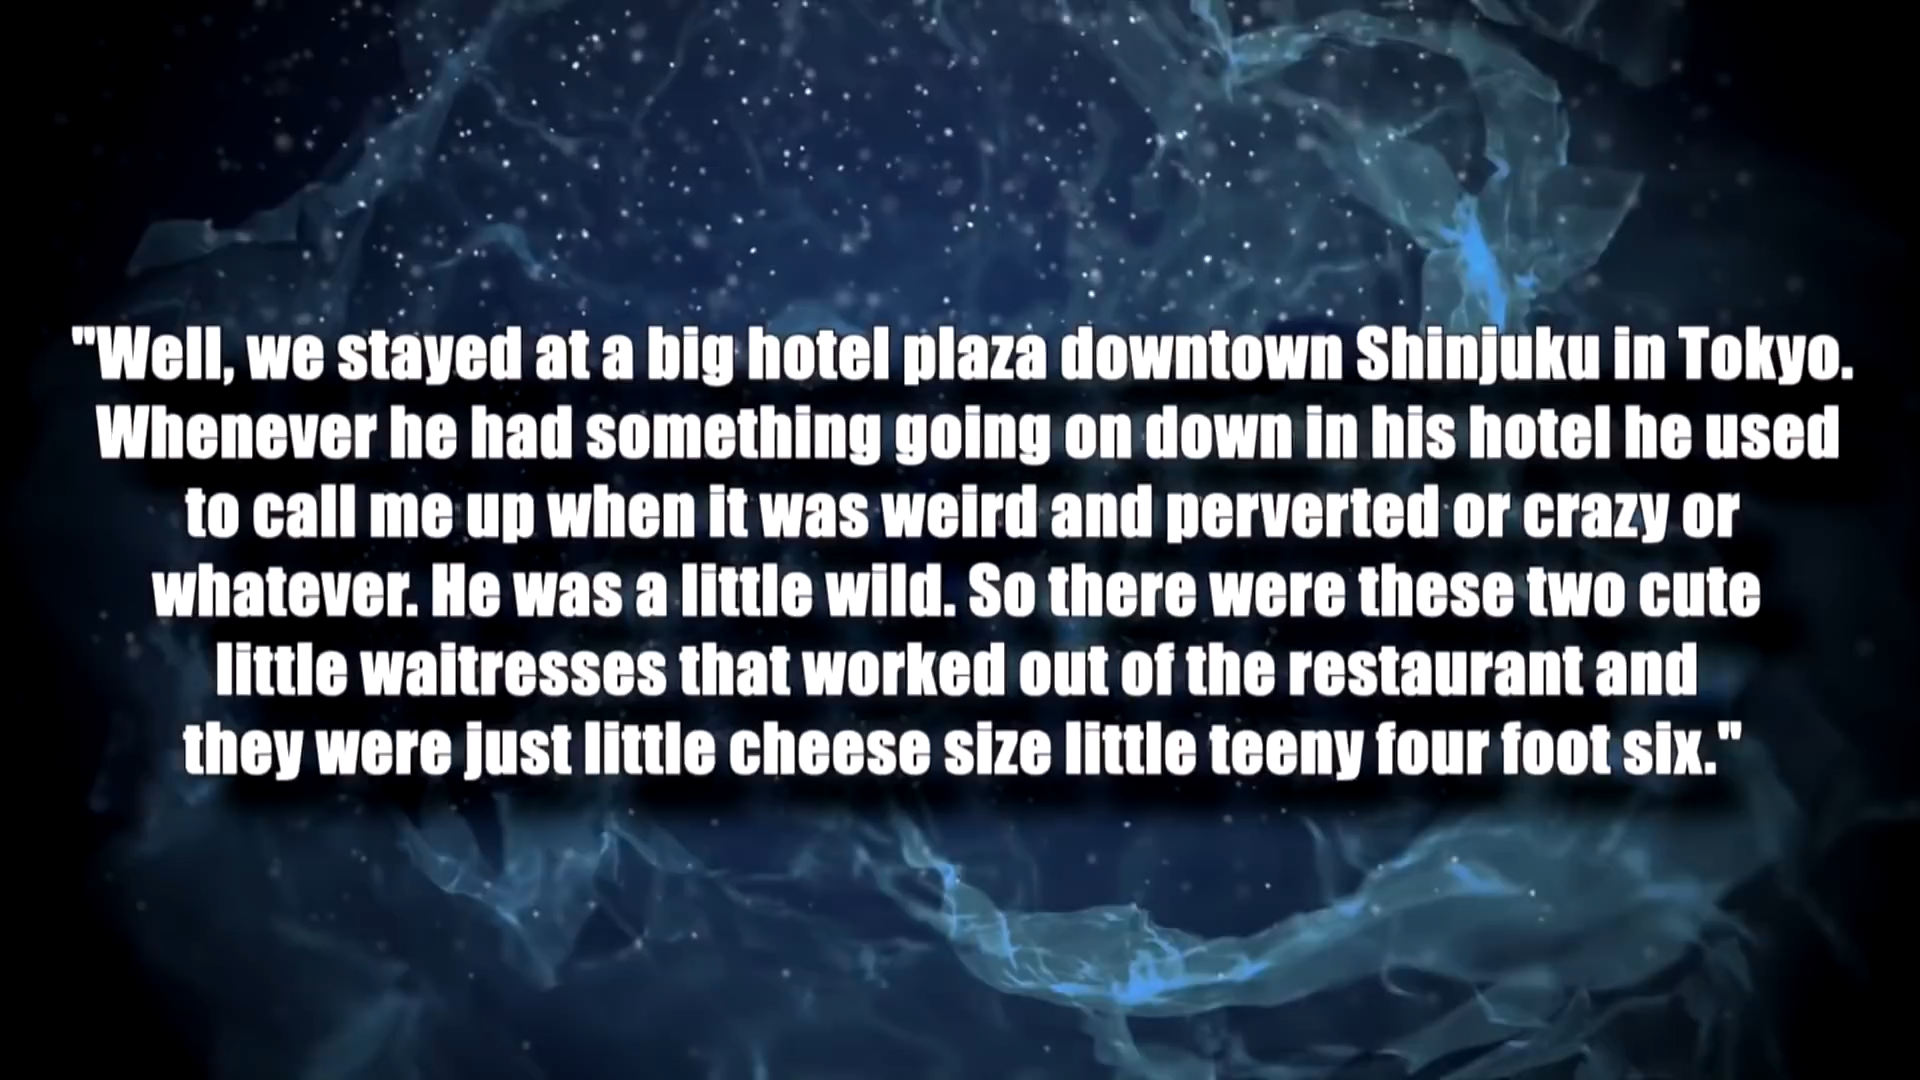 "Well, we stayed at a big hotel plaza downtown Shinjuku in Tokyo.
Whenever he had something going on down in his hotel he used
to call me up when it was weird and perverted or crazy or
whatever. He was a little wild. So there were these two cute
little waitresses that worked out of the restaurant and
they were just little cheese size little teeny four foot six."